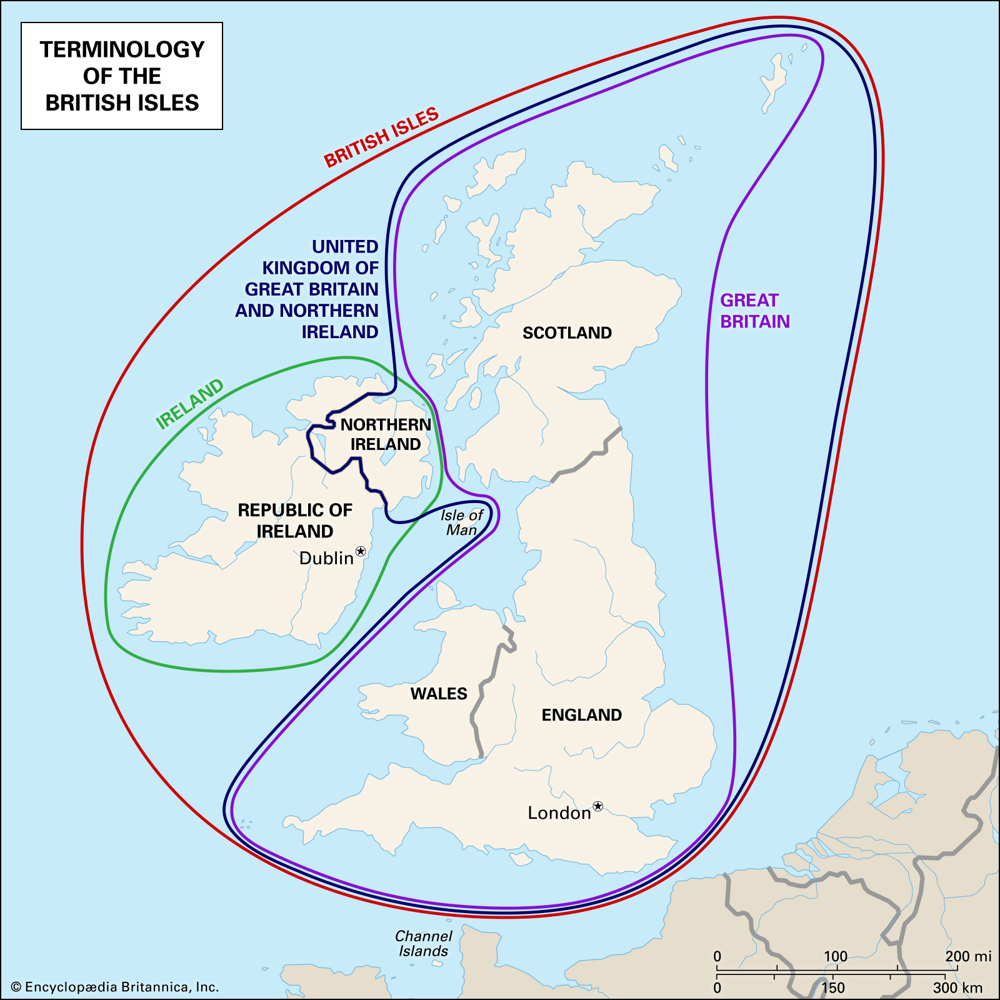 TERMINOLOGY
OF THE
BRITISH ISLES
BRITISH ISLES
UNITED
KINGDOM OF
GREAT BRITAIN
AND NORTHERN
IRELAND
GREAT
BRITAIN
SCOTLAND
IRELAND
NORTHERN
IRELAND
REPUBLIC OF
IRELAND
Isle of
Man
Dublin
WALES
ENGLAND
London
Channel
Islands
0 100 200 mi
0 150 300 km
© Encyclopædia Britannica, Inc.